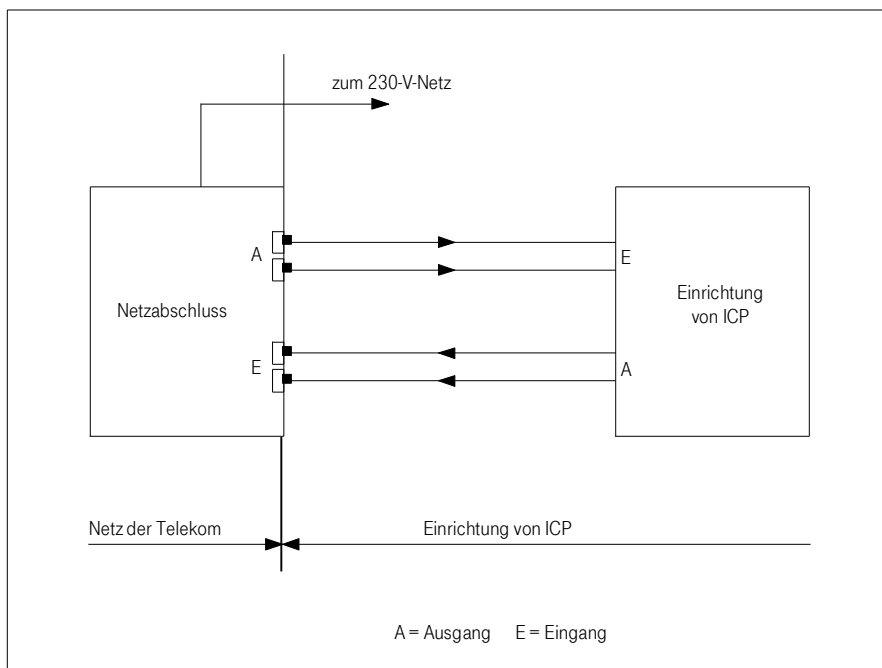 zum 230-V-Netz
A
E
Netzabschluss
Einrichtung
von ICP
E
A
Netz der Telekom
Einrichtung von ICP
A = Ausgang E = Eingang